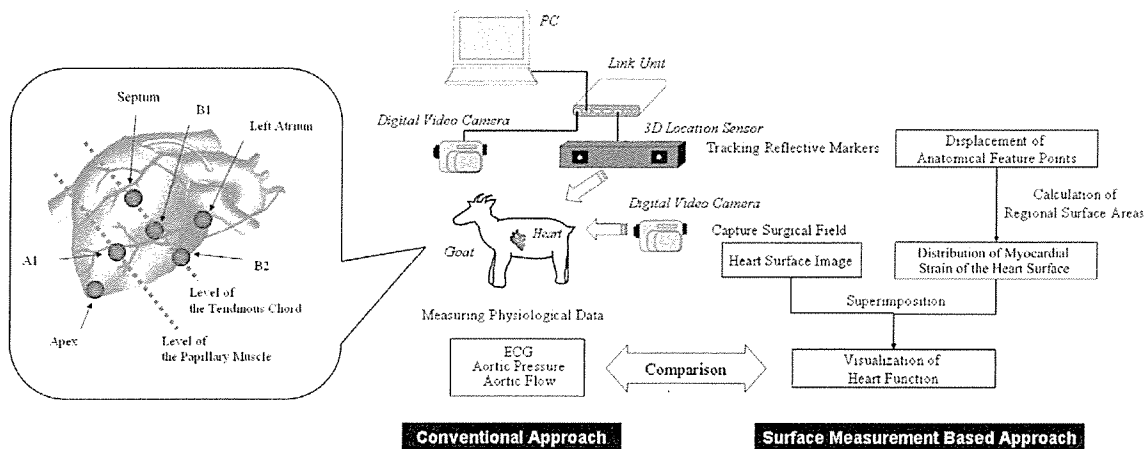 Septum
B1
Left Atrium
A1
B2
Level of
the Tendinous Chord
Apex
Level of
the Papillary Muscle
PC
Link Unit
Digital Video Camera
3D Location Sensor
Tracking Reflective Markers
Digital Video Camera
Capture Surgical Field
Heart
Goat
Heart Surface Image
Measuring Physiological Data
ECG
Aortic Pressure
Aortic Flow
Comparison
Displacement of
Anatomical Feature Points
Calculation of
Regional Surface Areas
Distribution of Myocardial
Strain of the Heart Surface
Superimposition
Visualization of
Heart Function
Conventional Approach
Surface Measurement Based Approach